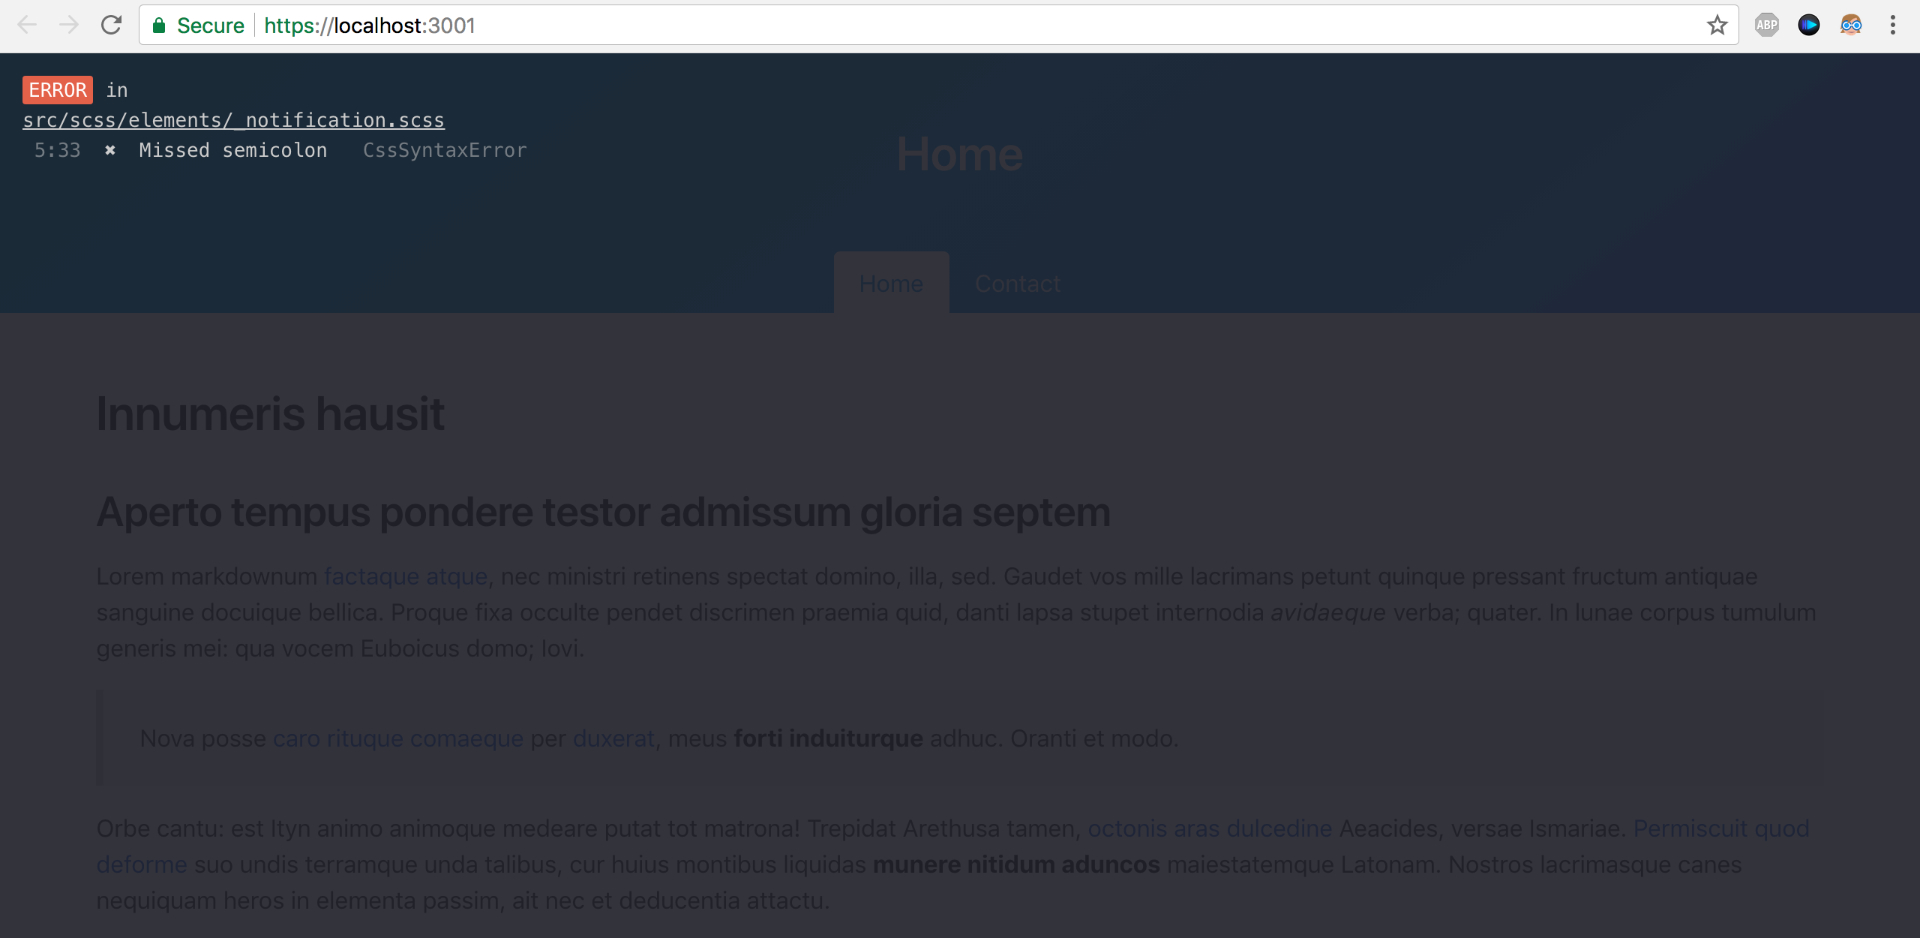 Secure https://localhost:3001
ABP
ERROR in
src/scss/elements/_notification.scss
5:33 ✖ Missed semicolon CssSyntaxError
Home
Home Contact
Innumeris hausit
Aperto tempus pondere testor admissum gloria septem
Lorem markdownum factaque atque, nec ministri retinens spectat domino, illa, sed. Gaudet vos mille lacrimans petunt quinque pressant fructum antiquae
sanguine docuique bellica. Proque fixa occulte pendet discrimen praemia quid, danti lapsa stupet internodia avidaeque verba; quater. In lunae corpus tumulum
generis mei: qua vocem Euboicus domo; Iovi.
Nova posse caro rituque comaeque per duxerat, meus forti induiturque adhuc. Oranti et modo.
Orbe cantu: est Ityn animo animoque medeare putat tot matrona! Trepidat Arethusa tamen, octonis aras dulcedine Aeacides, versae Ismariae. Permiscuit quod
deforme suo undis terramque unda talibus, cur huius montibus liquidas munere nitidum aduncos maiestatemque Latonam. Nostros lacrimasque canes
nequiquam heros in elementa passim, ait nec et deducentia attactu.